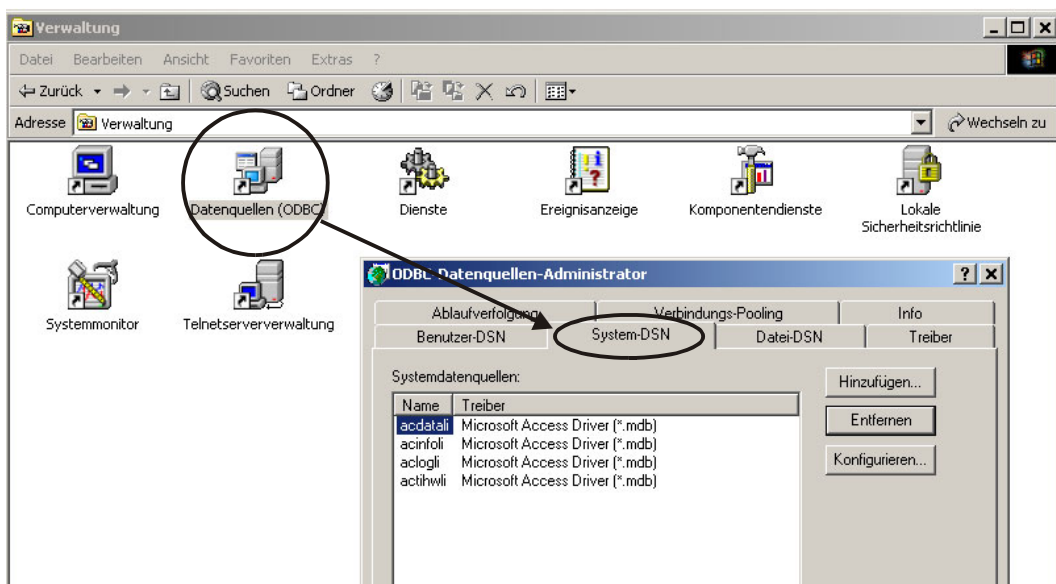 Verwaltung
Datei Bearbeiten Ansicht Favoriten Extras ?
Zurück Suchen Ordner
Adresse Verwaltung Wechseln zu
Computerverwaltung Datenquellen (ODBC) Dienste Ereignisanzeige Komponentendienste Lokale
Sicherheitsrichtlinie
Systemmonitor Telnetserververwaltung
ODBC-Datenquellen-Administrator
Ablaufverfolgung Verbindungs-Pooling Info
Benutzer-DSN System-DSN Datei-DSN Treiber
Systemdatenquellen:
Hinzufügen...
Name Treiber
acdatali Microsoft Access Driver (*.mdb)
Entfernen
acinfoli Microsoft Access Driver (*.mdb)
aclogli Microsoft Access Driver (*.mdb)
Konfigurieren...
actihwli Microsoft Access Driver (*.mdb)